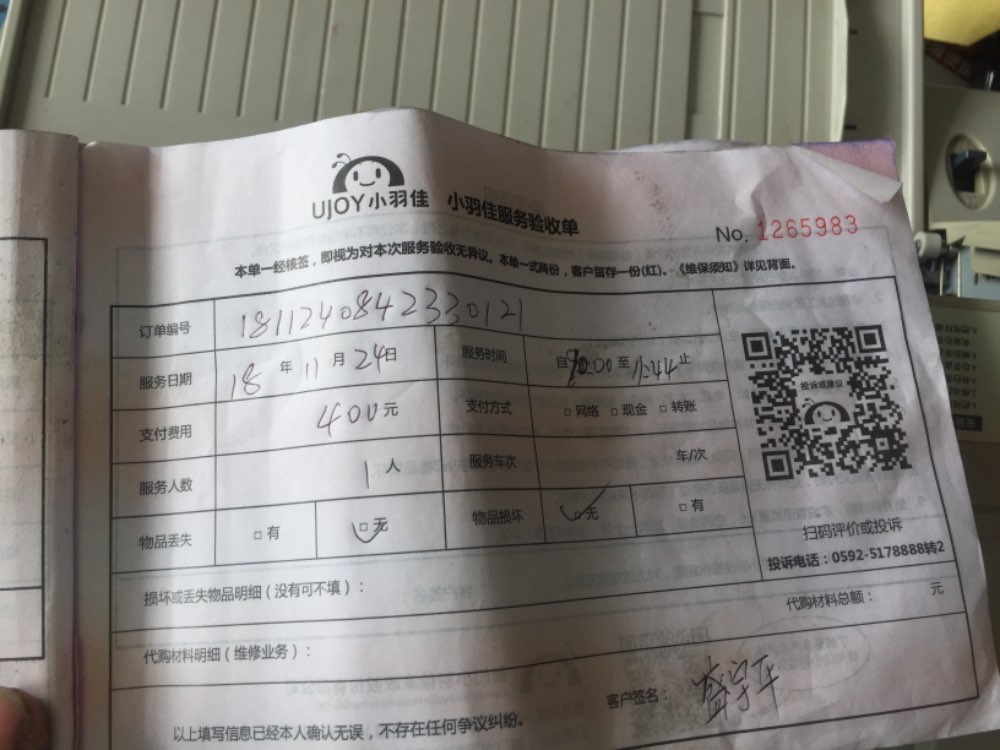 UJOY小羽佳 小羽佳服务验收单
No. 1265983
本单一经核签，即视为对本次服务验收无异议。本单一式两份，客户留存一份(红)。《维保须知》详见背面。
订单编号 1811240842330121
服务日期 18年11月24日 服务时间 自 至 止
支付费用 400元 支付方式 □网络 □现金 □转账
服务人数 1人 服务车次 车/次
物品丢失 □有 □无 物品损坏 □无 □有
投诉或建议
扫码评价或投诉
投诉电话：0592-5178888转2
损坏或丢失物品明细（没有可不填）：
代购材料总额： 元
代购材料明细（维修业务）：
客户签名：
以上填写信息已经本人确认无误，不存在任何争议纠纷。